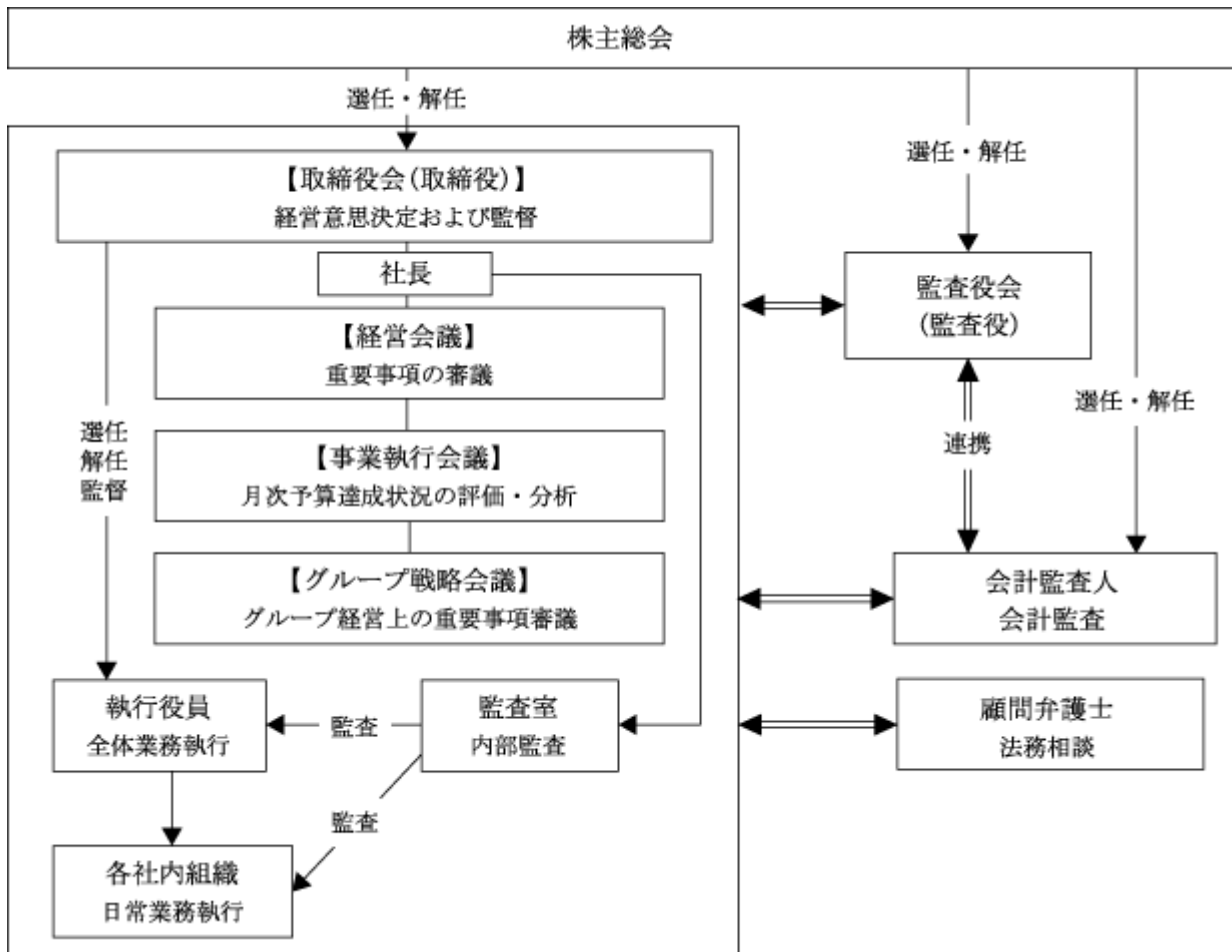 株主総会
選任・解任
選任・解任
【取締役会(取締役)】
経営意思決定および監督
社長
監査役会
(監査役)
【経営会議】
重要事項の審議
選任・解任
選任
解任
監督
連携
【事業執行会議】
月次予算達成状況の評価・分析
【グループ戦略会議】
グループ経営上の重要事項審議
会計監査人
会計監査
執行役員
全体業務執行
監査
監査室
内部監査
顧問弁護士
法務相談
監査
各社内組織
日常業務執行